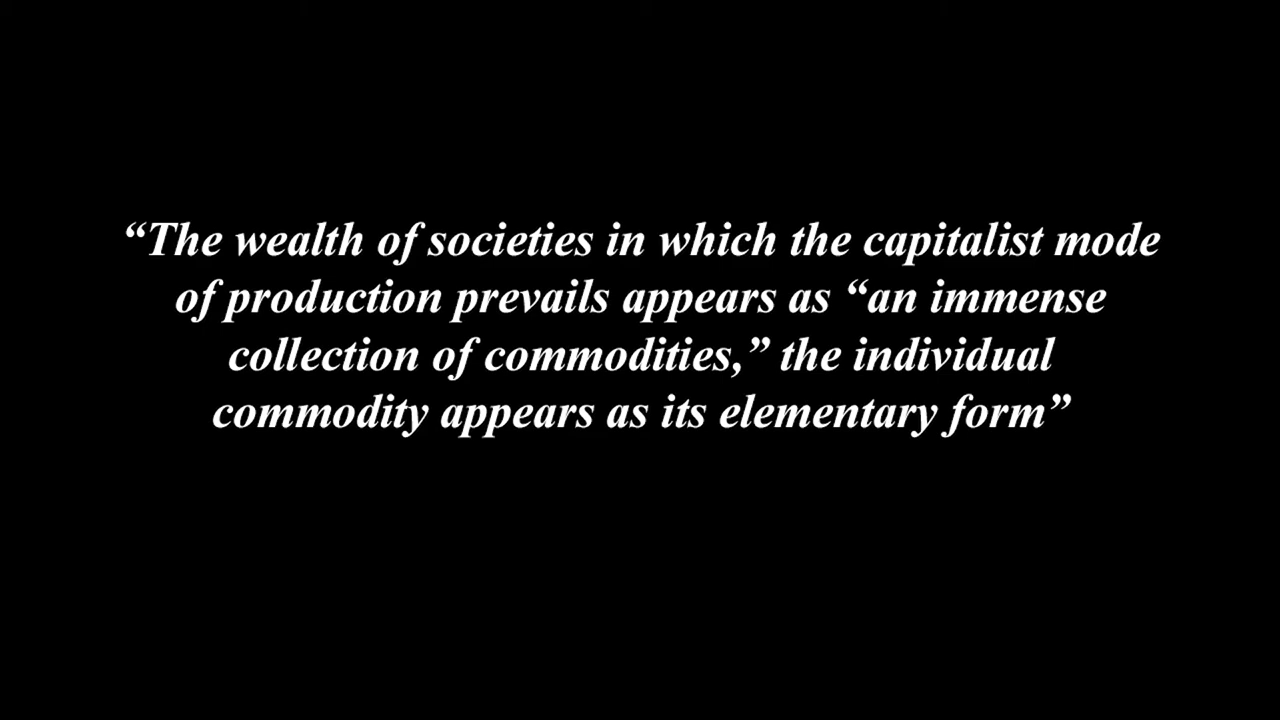 “The wealth of societies in which the capitalist mode
of production prevails appears as “an immense
collection of commodities,” the individual
commodity appears as its elementary form”